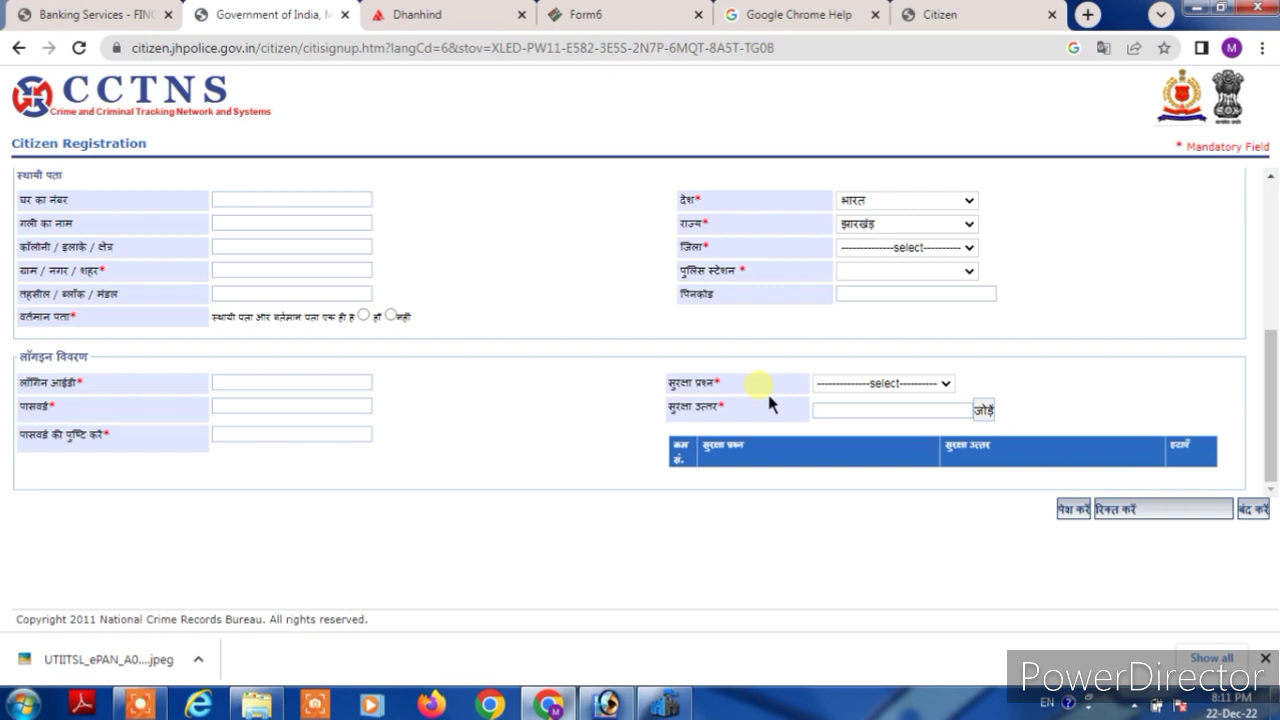 Banking Services - FINC
Government of India, M
Dhanhind
Form6
Google Chrome Help
Citizen
citizen.jhpolice.gov.in/citizen/citisignup.htm?langCd=6&stov=XLED-PW11-E582-3E5S-2N7P-6MQT-8A5T-TG0B
M
CCTNS
Crime and Criminal Tracking Network and Systems
Citizen Registration
* Mandatory Field
स्थायी पता
घर का नंबर
देश* भारत
गली का नाम
राज्य* झारखंड
कॉलोनी / इलाके / क्षेत्र
जिला* --------------select----------
ग्राम / नगर / शहर*
पुलिस स्टेशन *
तहसील / ब्लॉक / मंडल
पिनकोड
वर्तमान पता* स्थायी पता और वर्तमान पता एक ही है हाँ नहीं
लॉगइन विवरण
लॉगिन आईडी*
सुरक्षा प्रश्न* --------------select----------
पासवर्ड*
सुरक्षा उत्तर* जोड़ें
पासवर्ड की पुष्टि करें*
क्रम सुरक्षा प्रश्न सुरक्षा उत्तर हटाएँ
सं.
पेश करें रिक्त करें बंद करें
Copyright 2011 National Crime Records Bureau. All rights reserved.
UTIITSL_ePAN_A0....jpeg
Show all
PowerDirector
EN
8:11 PM
22-Dec-22